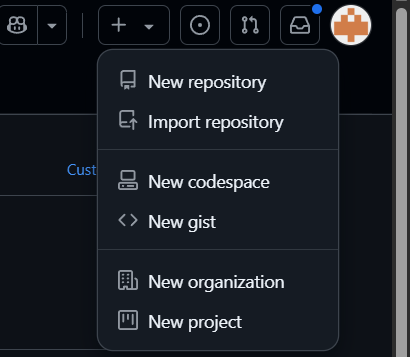 New repository
Import repository
Cust
New codespace
New gist
New organization
New project